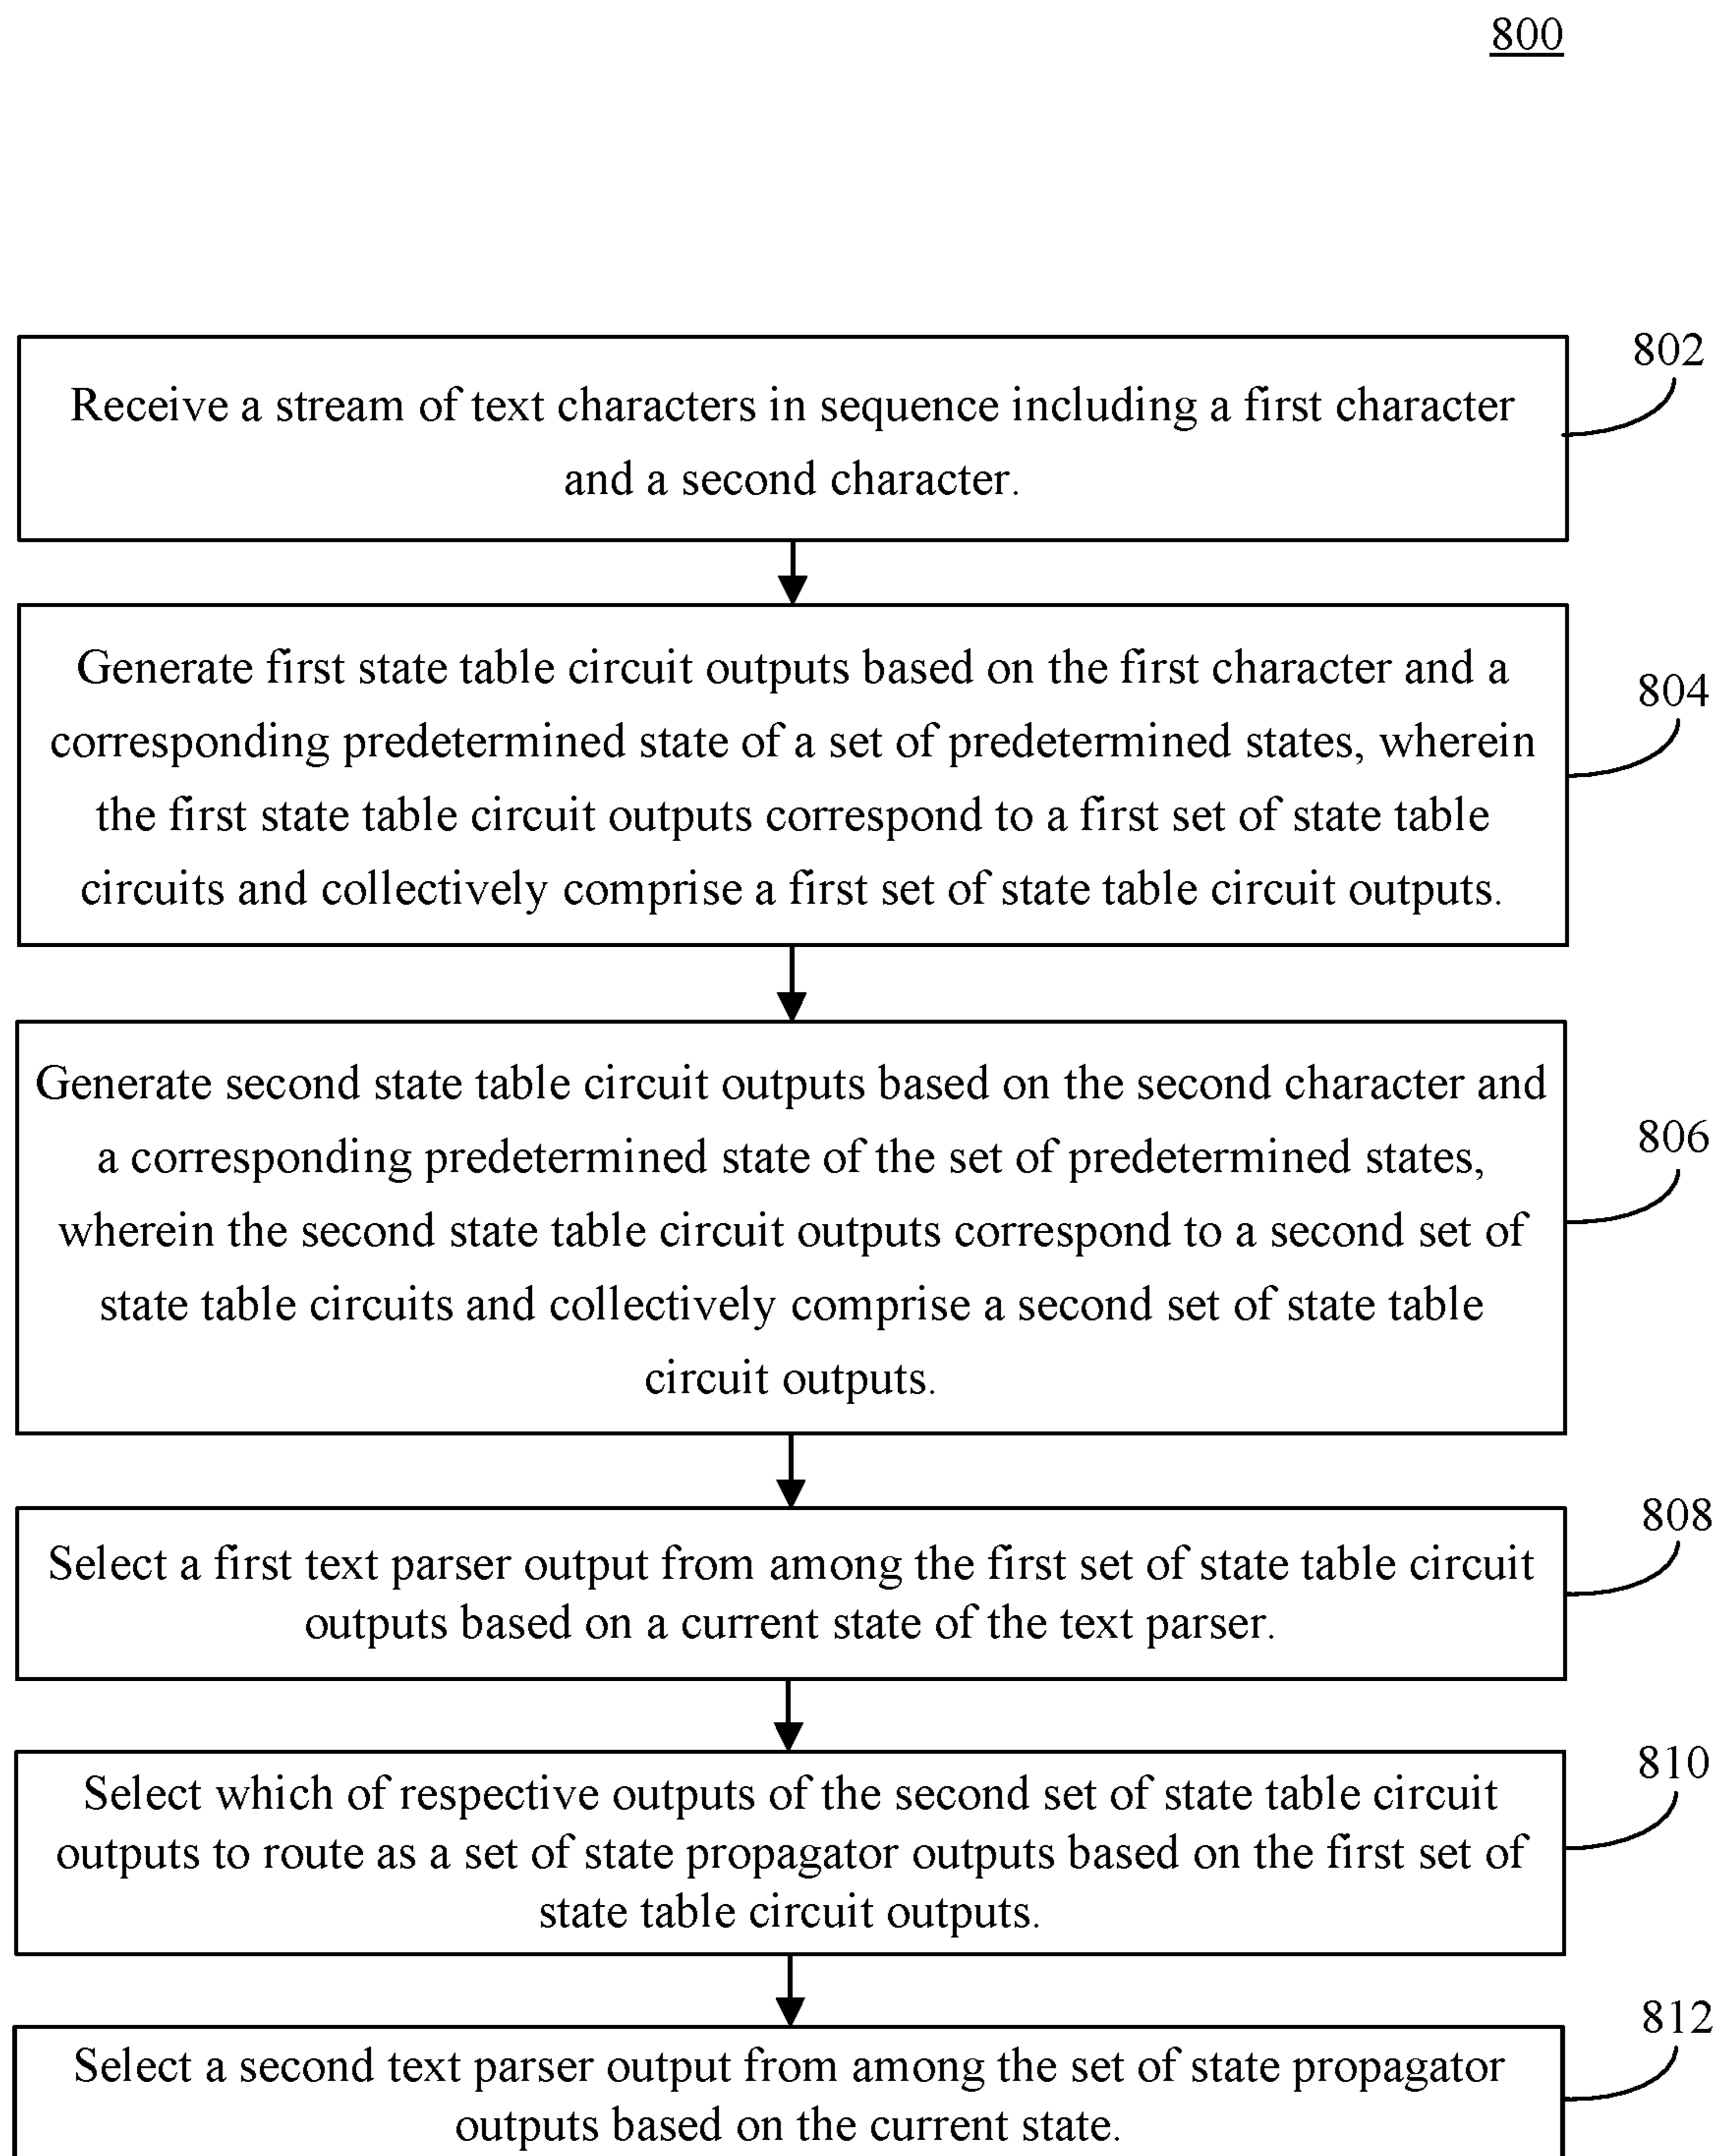 800
802
Receive a stream of text characters in sequence including a first character
and a second character.
804
Generate first state table circuit outputs based on the first character and a
corresponding predetermined state of a set of predetermined states, wherein
the first state table circuit outputs correspond to a first set of state table
circuits and collectively comprise a first set of state table circuit outputs.
806
Generate second state table circuit outputs based on the second character and
a corresponding predetermined state of the set of predetermined states,
wherein the second state table circuit outputs correspond to a second set of
state table circuits and collectively comprise a second set of state table
circuit outputs.
808
Select a first text parser output from among the first set of state table circuit
outputs based on a current state of the text parser.
810
Select which of respective outputs of the second set of state table circuit
outputs to route as a set of state propagator outputs based on the first set of
state table circuit outputs.
812
Select a second text parser output from among the set of state propagator
outputs based on the current state.